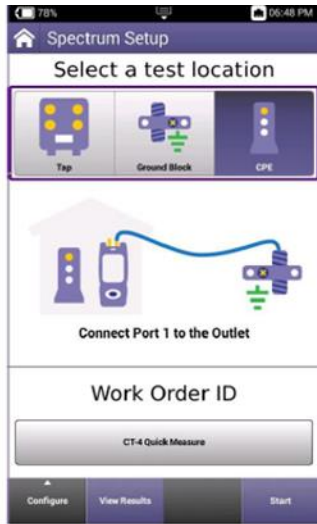 78% 06:48 PM
Spectrum Setup
Select a test location
Tap Ground Block CPE
Connect Port 1 to the Outlet
Work Order ID
CT-4 Quick Measure
Configure View Results Start